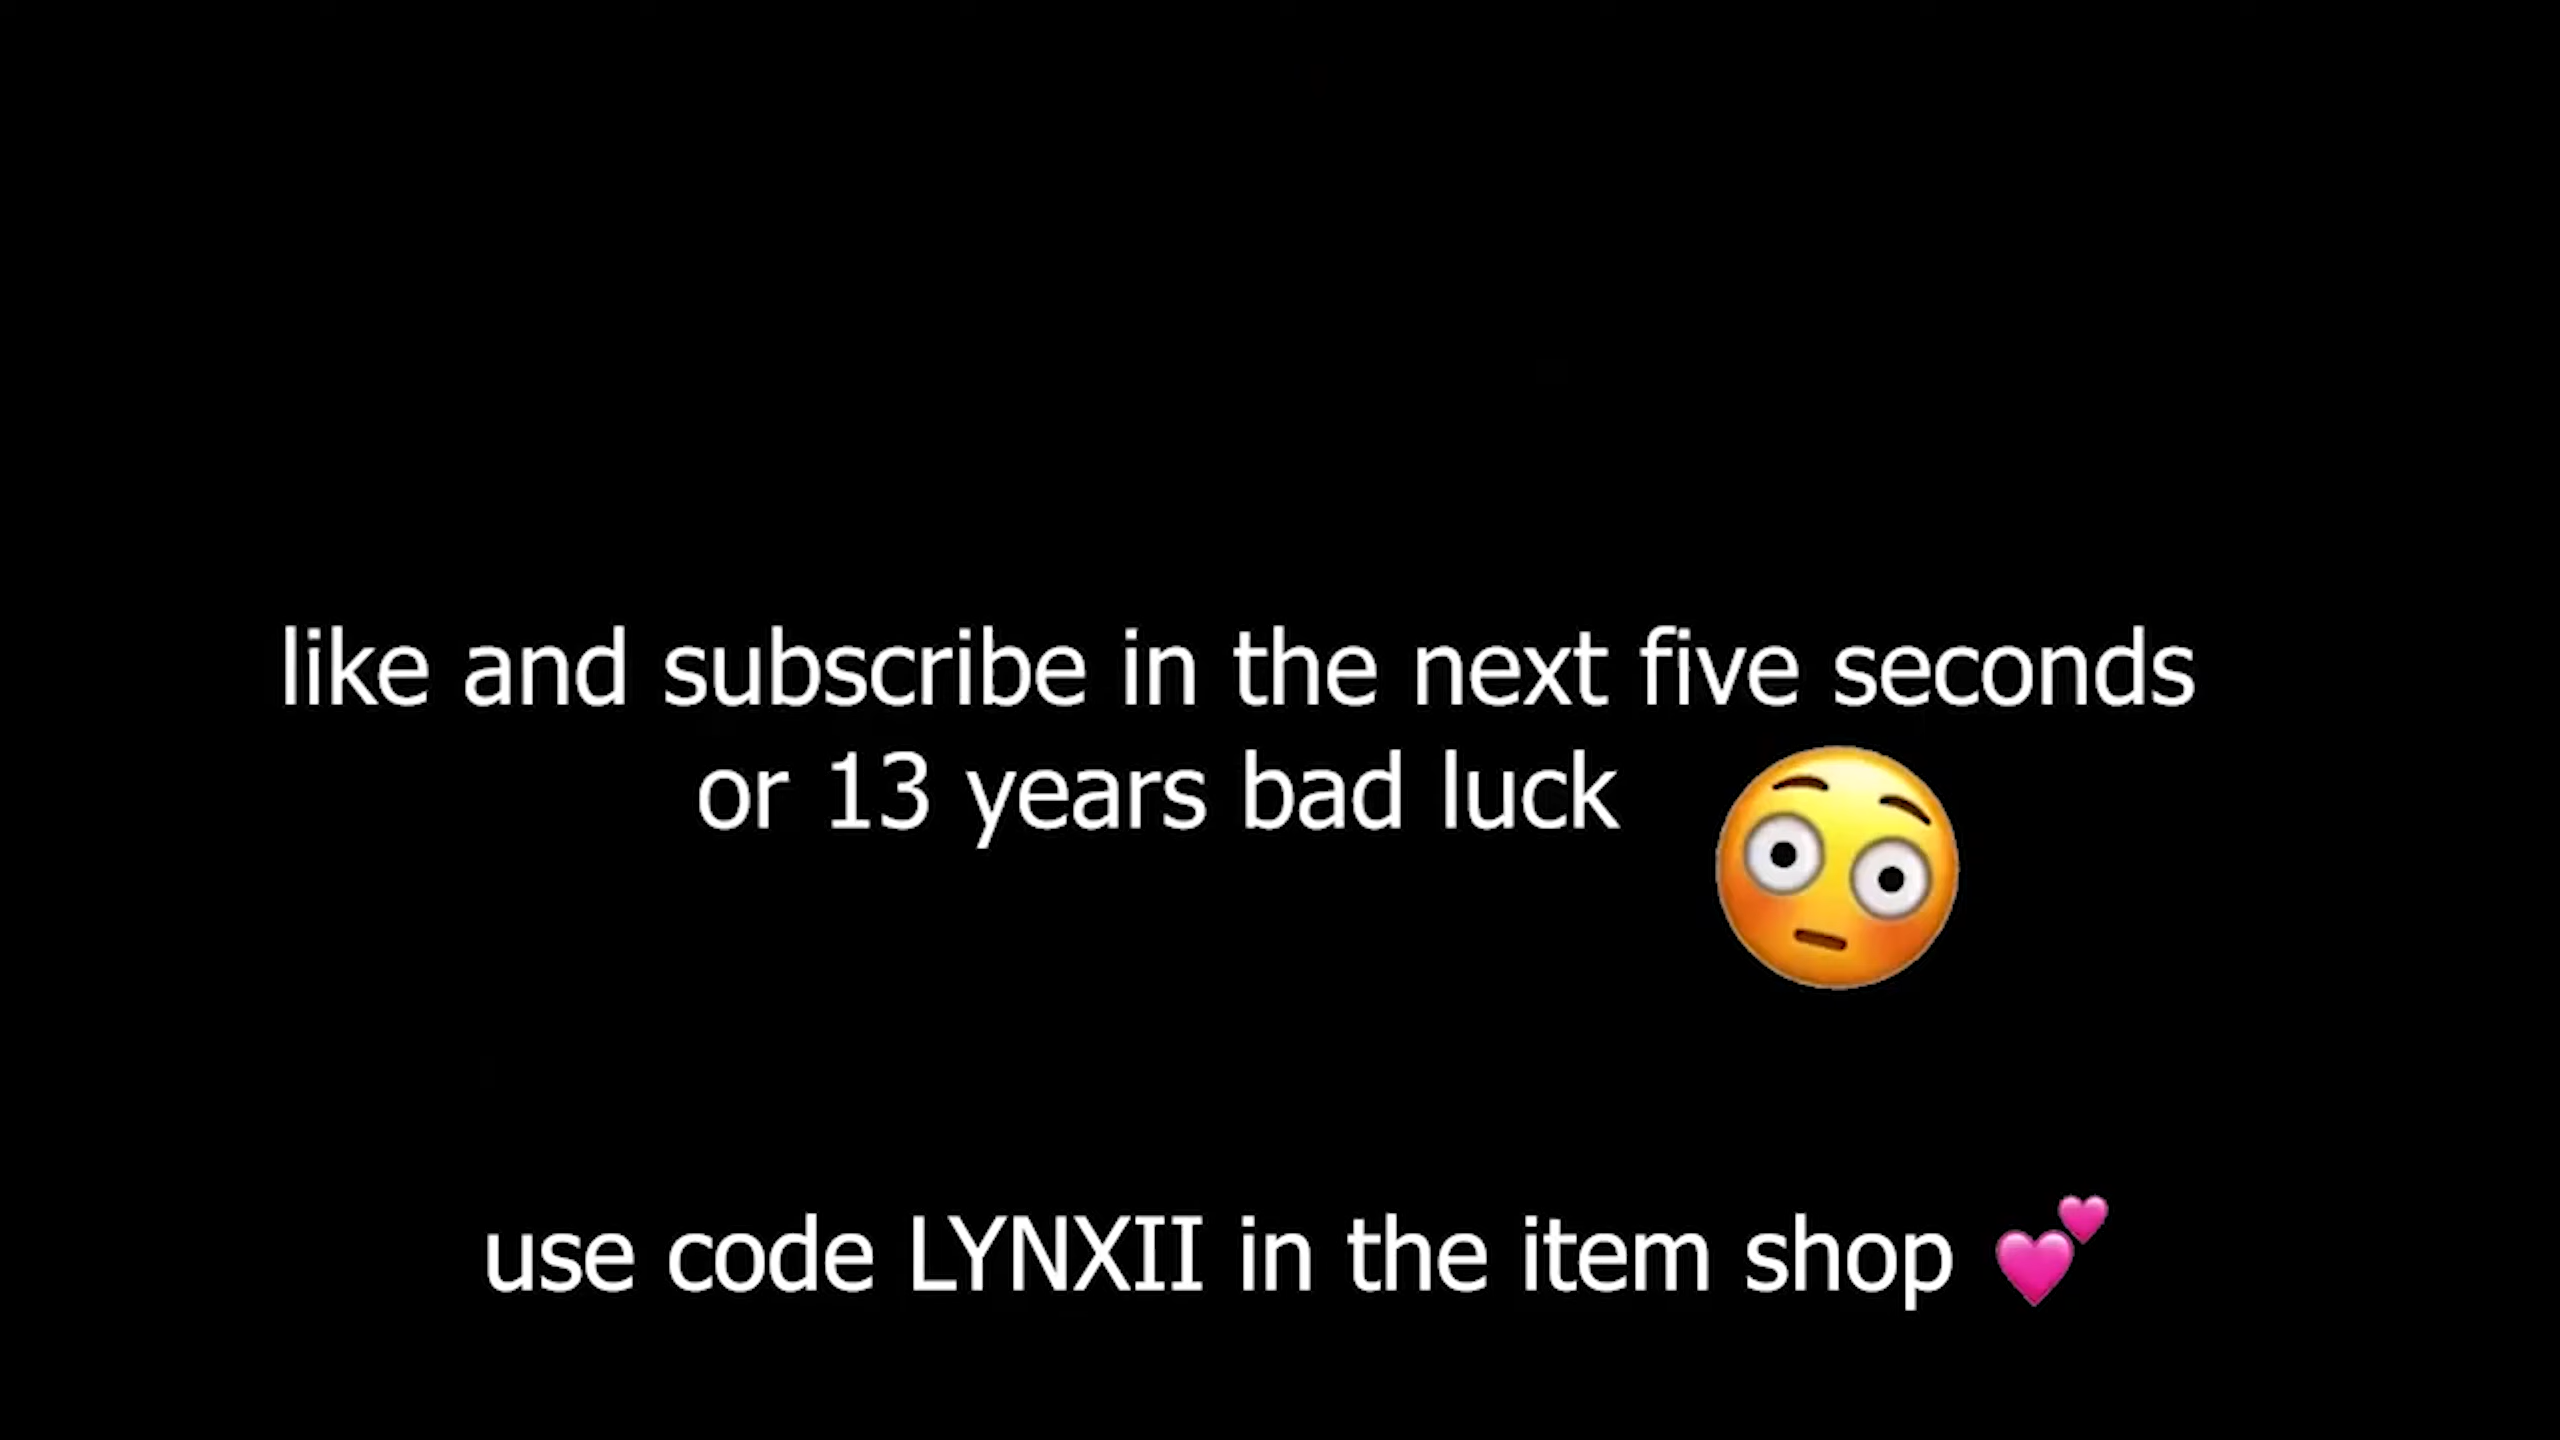 like and subscribe in the next five seconds
or 13 years bad luck 😳
use code LYNXII in the item shop 💕